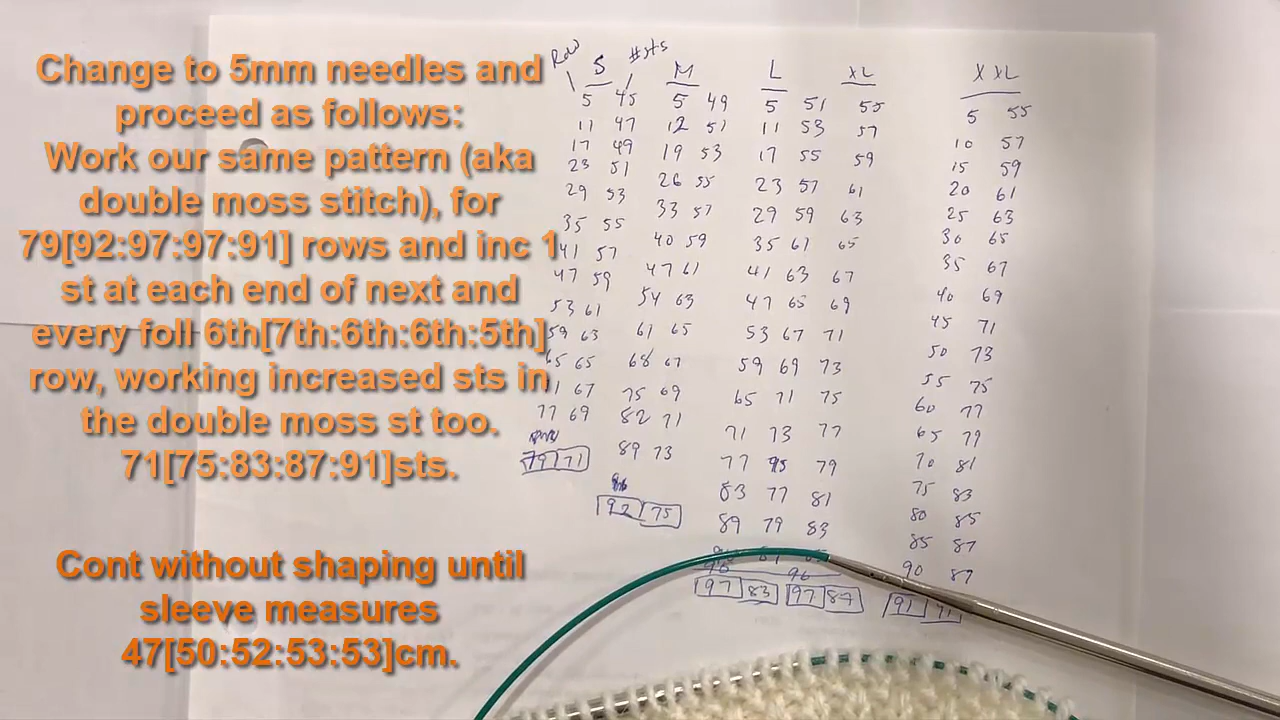 Change to 5mm needles and
proceed as follows:
Work our same pattern (aka
double moss stitch), for
79[92:97:97:91] rows and inc 1
st at each end of next and
every foll 6th[7th:6th:6th:5th]
row, working increased sts in
the double moss st too.
71[75:83:87:91]sts.
Cont without shaping until
sleeve measures
47[50:52:53:53]cm.
Row # sts
S M L XL XXL
5 45 5 49 5 51 55 5 55
11 47 12 51 11 53 57 10 57
17 49 19 53 17 55 59 15 59
23 51 26 55 23 57 61 20 61
29 53 33 57 29 59 63 25 63
35 55 40 59 35 61 65 30 65
41 57 47 61 41 63 67 35 67
47 59 54 63 47 65 69 40 69
53 61 61 65 53 67 71 45 71
59 63 68 67 59 69 73 50 73
65 65 75 69 65 71 75 55 75
67 82 71 71 73 77 60 77
77 69 89 73 77 79 65 79
79 71 92 75 83 77 81 70 81
89 79 83 75 83
80 85
85 87
96 90 89
97 83 97 87 91